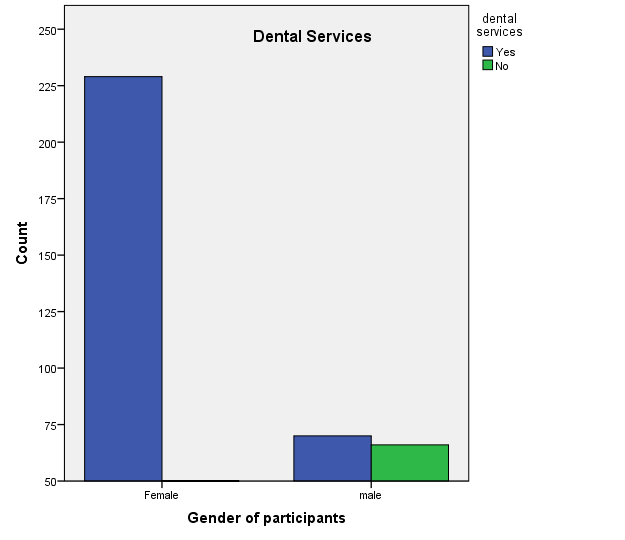 Dental Services
dental
services
Yes
No
250
225
200
175
150
125
100
75
50
Count
Female
male
Gender of participants